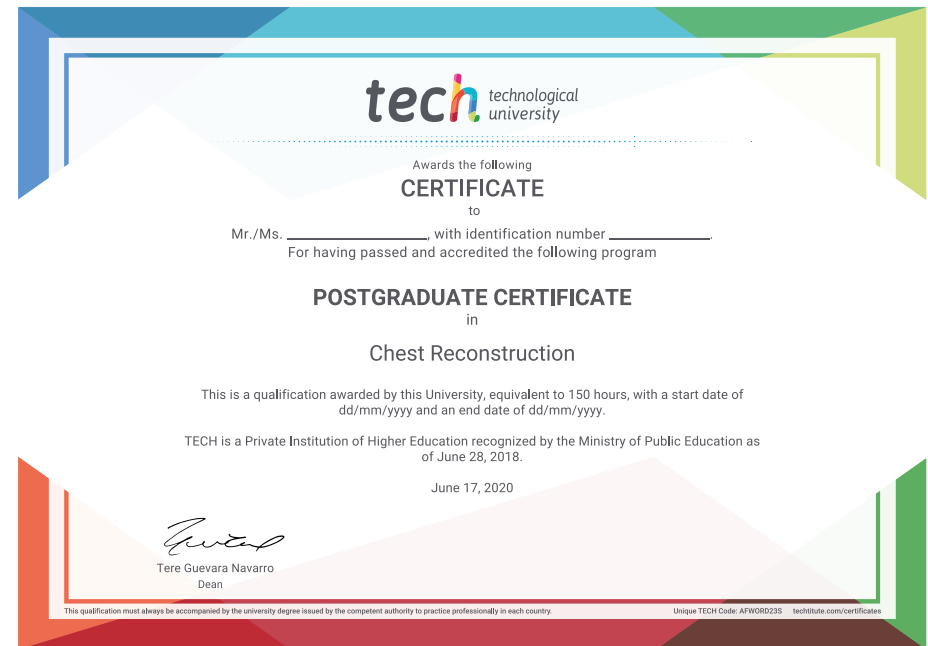 tech technological
university
Awards the following
CERTIFICATE
to
Mr./Ms. ____________________, with identification number ______________.
For having passed and accredited the following program
POSTGRADUATE CERTIFICATE
in
Chest Reconstruction
This is a qualification awarded by this University, equivalent to 150 hours, with a start date of
dd/mm/yyyy and an end date of dd/mm/yyyy.
TECH is a Private Institution of Higher Education recognized by the Ministry of Public Education as
of June 28, 2018.
June 17, 2020
Tere Guevara Navarro
Dean
This qualification must always be accompanied by the university degree issued by the competent authority to practice professionally in each country.
Unique TECH Code: AFWORD23S techtitute.com/certificates